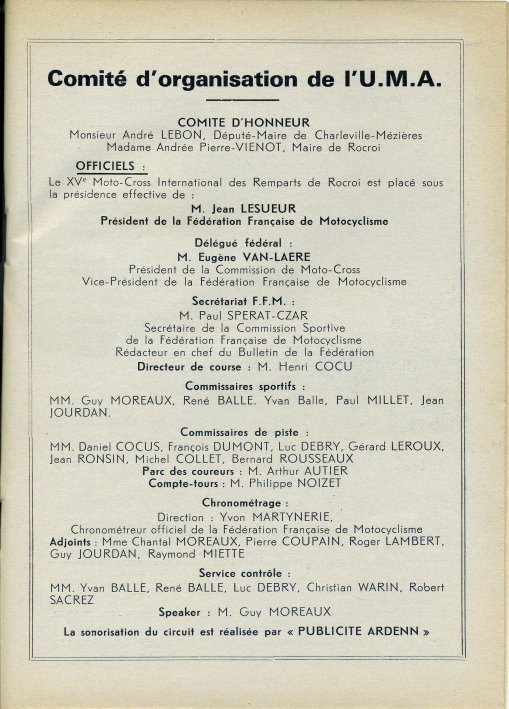 Comité d'organisation de l'U.M.A.
COMITE D'HONNEUR
Monsieur André LEBON, Député-Maire de Charleville-Mézières
Madame Andrée Pierre-VIENOT, Maire de Rocroi
OFFICIELS :
Le XVe Moto-Cross International des Remparts de Rocroi est placé sous
la présidence effective de :
M. Jean LESUEUR
Président de la Fédération Française de Motocyclisme
Délégué fédéral :
M. Eugène VAN-LAERE
Président de la Commission de Moto-Cross
Vice-Président de la Fédération Française de Motocyclisme
Secrétariat F.F.M. :
M. Paul SPERAT-CZAR
Secrétaire de la Commission Sportive
de la Fédération Française de Motocyclisme
Rédacteur en chef du Bulletin de la Fédération
Directeur de course : M. Henri COCU
Commissaires sportifs :
MM. Guy MOREAUX, René BALLE. Yvan Balle, Paul MILLET, Jean
JOURDAN.
Commissaires de piste :
MM. Daniel COCUS, François DUMONT, Luc DEBRY, Gérard LEROUX,
Jean RONSIN, Michel COLLET, Bernard ROUSSEAUX
Parc des coureurs : M. Arthur AUTIER
Compte-tours : M. Philippe NOIZET
Chronométrage :
Direction : Yvon MARTYNERIE,
Chronométreur officiel de la Fédération Française de Motocyclisme
Adjoints : Mme Chantal MOREAUX, Pierre COUPAIN, Roger LAMBERT,
Guy JOURDAN, Raymond MIETTE
Service contrôle :
MM. Yvan BALLE, René BALLE, Luc DEBRY, Christian WARIN, Robert
SACREZ
Speaker : M. Guy MOREAUX
La sonorisation du circuit est réalisée par « PUBLICITE ARDENN »